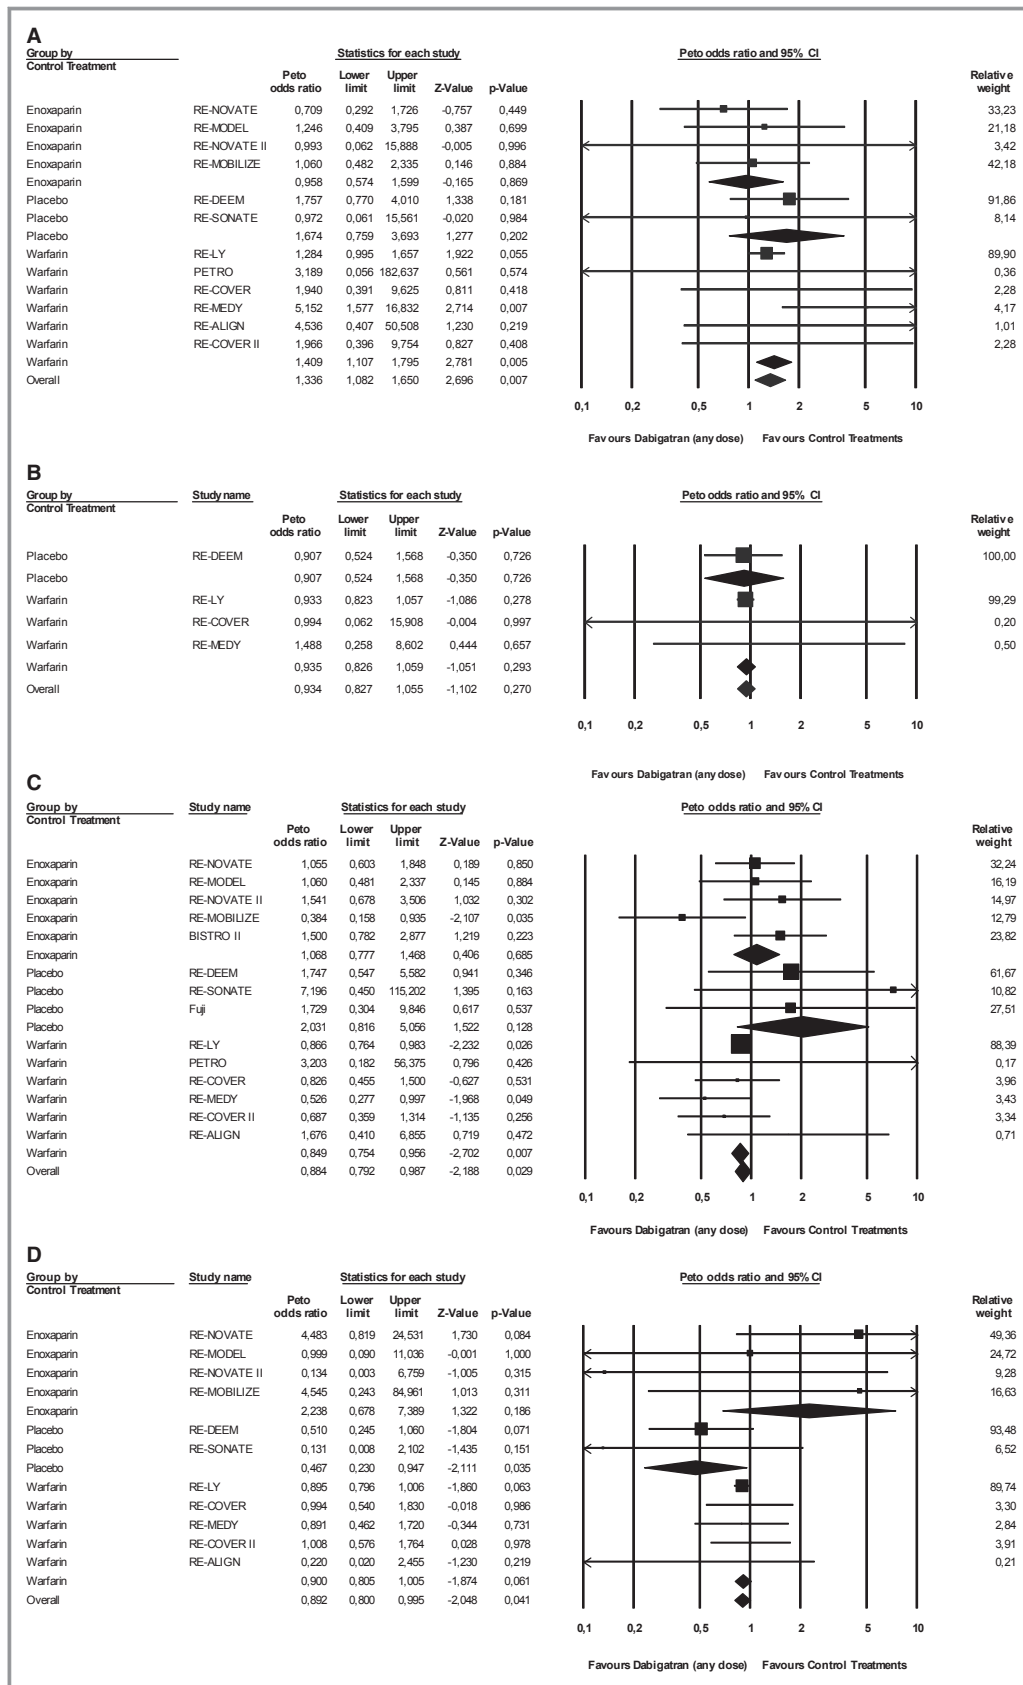 A
Group by Statistics for each study Peto odds ratio and 95% CI
Control Treatment
Peto Lower Upper Relative
odds ratio limit limit Z-Value p-Value weight
Enoxaparin RE-NOVATE 0,709 0,292 1,726 -0,757 0,449 33,23
Enoxaparin RE-MODEL 1,246 0,409 3,795 0,387 0,699 21,18
Enoxaparin RE-NOVATE II 0,993 0,062 15,888 -0,005 0,996 3,42
Enoxaparin RE-MOBILIZE 1,060 0,482 2,335 0,146 0,884 42,18
Enoxaparin 0,958 0,574 1,599 -0,165 0,869
Placebo RE-DEEM 1,757 0,770 4,010 1,338 0,181 91,86
Placebo RE-SONATE 0,972 0,061 15,561 -0,020 0,984 8,14
Placebo 1,674 0,759 3,693 1,277 0,202
Warfarin RE-LY 1,284 0,995 1,657 1,922 0,055 89,90
Warfarin PETRO 3,189 0,056 182,637 0,561 0,574 0,36
Warfarin RE-COVER 1,940 0,391 9,625 0,811 0,418 2,28
Warfarin RE-MEDY 5,152 1,577 16,832 2,714 0,007 4,17
Warfarin RE-ALIGN 4,536 0,407 50,508 1,230 0,219 1,01
Warfarin RE-COVER II 1,966 0,396 9,754 0,827 0,408 2,28
Warfarin 1,409 1,107 1,795 2,781 0,005
Overall 1,336 1,082 1,650 2,696 0,007
0,1 0,2 0,5 1 2 5 10
Favours Dabigatran (any dose) Favours Control Treatments
B
Group by Study name Statistics for each study Peto odds ratio and 95% CI
Control Treatment
Peto Lower Upper Relative
odds ratio limit limit Z-Value p-Value weight
Placebo RE-DEEM 0,907 0,524 1,568 -0,350 0,726 100,00
Placebo 0,907 0,524 1,568 -0,350 0,726
Warfarin RE-LY 0,933 0,823 1,057 -1,086 0,278 99,29
Warfarin RE-COVER 0,994 0,062 15,908 -0,004 0,997 0,20
Warfarin RE-MEDY 1,488 0,258 8,602 0,444 0,657 0,50
Warfarin 0,935 0,826 1,059 -1,051 0,293
Overall 0,934 0,827 1,055 -1,102 0,270
0,1 0,2 0,5 1 2 5 10
Favours Dabigatran (any dose) Favours Control Treatments
C
Group by Study name Statistics for each study Peto odds ratio and 95% CI
Control Treatment
Peto Lower Upper Relative
odds ratio limit limit Z-Value p-Value weight
Enoxaparin RE-NOVATE 1,055 0,603 1,848 0,189 0,850 32,24
Enoxaparin RE-MODEL 1,060 0,481 2,337 0,145 0,884 16,19
Enoxaparin RE-NOVATE II 1,541 0,678 3,506 1,032 0,302 14,97
Enoxaparin RE-MOBILIZE 0,384 0,158 0,935 -2,107 0,035 12,79
Enoxaparin BISTRO II 1,500 0,782 2,877 1,219 0,223 23,82
Enoxaparin 1,068 0,777 1,468 0,406 0,685
Placebo RE-DEEM 1,747 0,547 5,582 0,941 0,346 61,67
Placebo RE-SONATE 7,196 0,450 115,202 1,395 0,163 10,82
Placebo Fuji 1,729 0,304 9,846 0,617 0,537 27,51
Placebo 2,031 0,816 5,056 1,522 0,128
Warfarin RE-LY 0,866 0,764 0,983 -2,232 0,026 88,39
Warfarin PETRO 3,203 0,182 56,375 0,796 0,426 0,17
Warfarin RE-COVER 0,826 0,455 1,500 -0,627 0,531 3,96
Warfarin RE-MEDY 0,526 0,277 0,997 -1,968 0,049 3,43
Warfarin RE-COVER II 0,687 0,359 1,314 -1,135 0,256 3,34
Warfarin RE-ALIGN 1,676 0,410 6,855 0,719 0,472 0,71
Warfarin 0,849 0,754 0,956 -2,702 0,007
Overall 0,884 0,792 0,987 -2,188 0,029
0,1 0,2 0,5 1 2 5 10
Favours Dabigatran (any dose) Favours Control Treatments
D
Group by Study name Statistics for each study Peto odds ratio and 95% CI
Control Treatment
Peto Lower Upper Relative
odds ratio limit limit Z-Value p-Value weight
Enoxaparin RE-NOVATE 4,483 0,819 24,531 1,730 0,084 49,36
Enoxaparin RE-MODEL 0,999 0,090 11,036 -0,001 1,000 24,72
Enoxaparin RE-NOVATE II 0,134 0,003 6,759 -1,005 0,315 9,28
Enoxaparin RE-MOBILIZE 4,545 0,243 84,961 1,013 0,311 16,63
Enoxaparin 2,238 0,678 7,389 1,322 0,186
Placebo RE-DEEM 0,510 0,245 1,060 -1,804 0,071 93,48
Placebo RE-SONATE 0,131 0,008 2,102 -1,435 0,151 6,52
Placebo 0,467 0,230 0,947 -2,111 0,035
Warfarin RE-LY 0,895 0,796 1,006 -1,860 0,063 89,74
Warfarin RE-COVER 0,994 0,540 1,830 -0,018 0,986 3,30
Warfarin RE-MEDY 0,891 0,462 1,720 -0,344 0,731 2,84
Warfarin RE-COVER II 1,008 0,576 1,764 0,028 0,978 3,91
Warfarin RE-ALIGN 0,220 0,020 2,455 -1,230 0,219 0,21
Warfarin 0,900 0,805 1,005 -1,874 0,061
Overall 0,892 0,800 0,995 -2,048 0,041
0,1 0,2 0,5 1 2 5 10
Favours Dabigatran (any dose) Favours Control Treatments